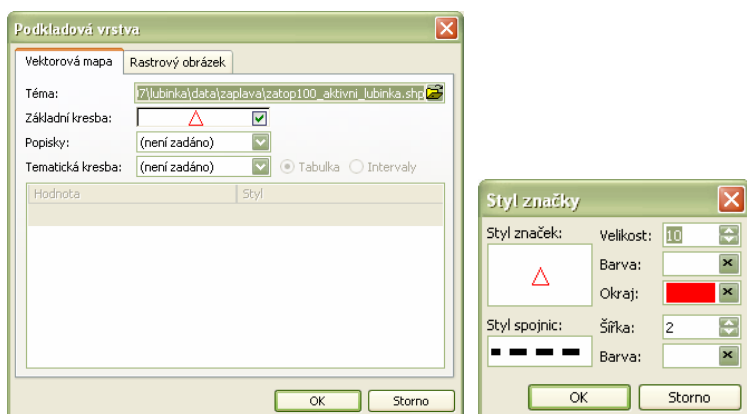 Podkladová vrstva
Vektorová mapa Rastrový obrázek
Téma: 7\lubinka\data\zaplava\zatop100_aktivni_lubinka.shp
Základní kresba:
Popisky: (není zadáno)
Tematická kresba: (není zadáno) Tabulka Intervaly
Hodnota Styl
OK Storno
Styl značky
Styl značek: Velikost: 10
Barva:
Okraj:
Styl spojnic: Šířka: 2
Barva:
OK Storno